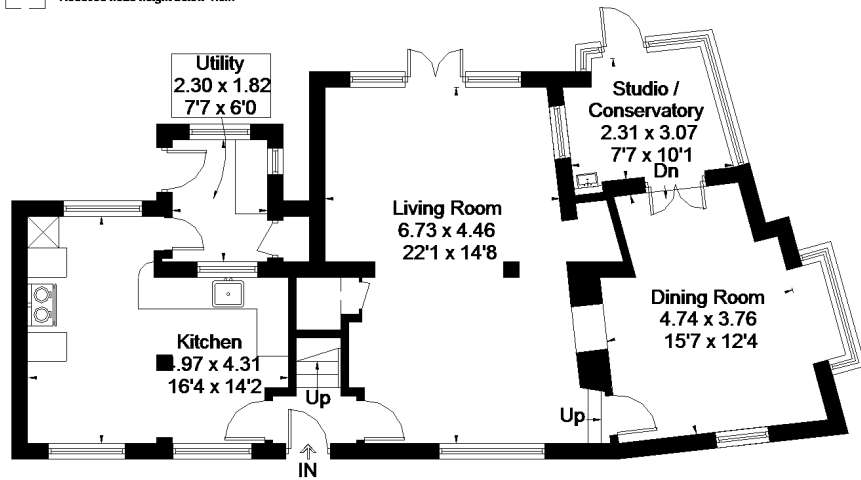 Utility
2.30 x 1.82
7'7 x 6'0
Studio /
Conservatory
2.31 x 3.07
7'7 x 10'1
Dn
Living Room
6.73 x 4.46
22'1 x 14'8
Dining Room
4.74 x 3.76
15'7 x 12'4
Kitchen
.97 x 4.31
16'4 x 14'2
Up
Up
IN